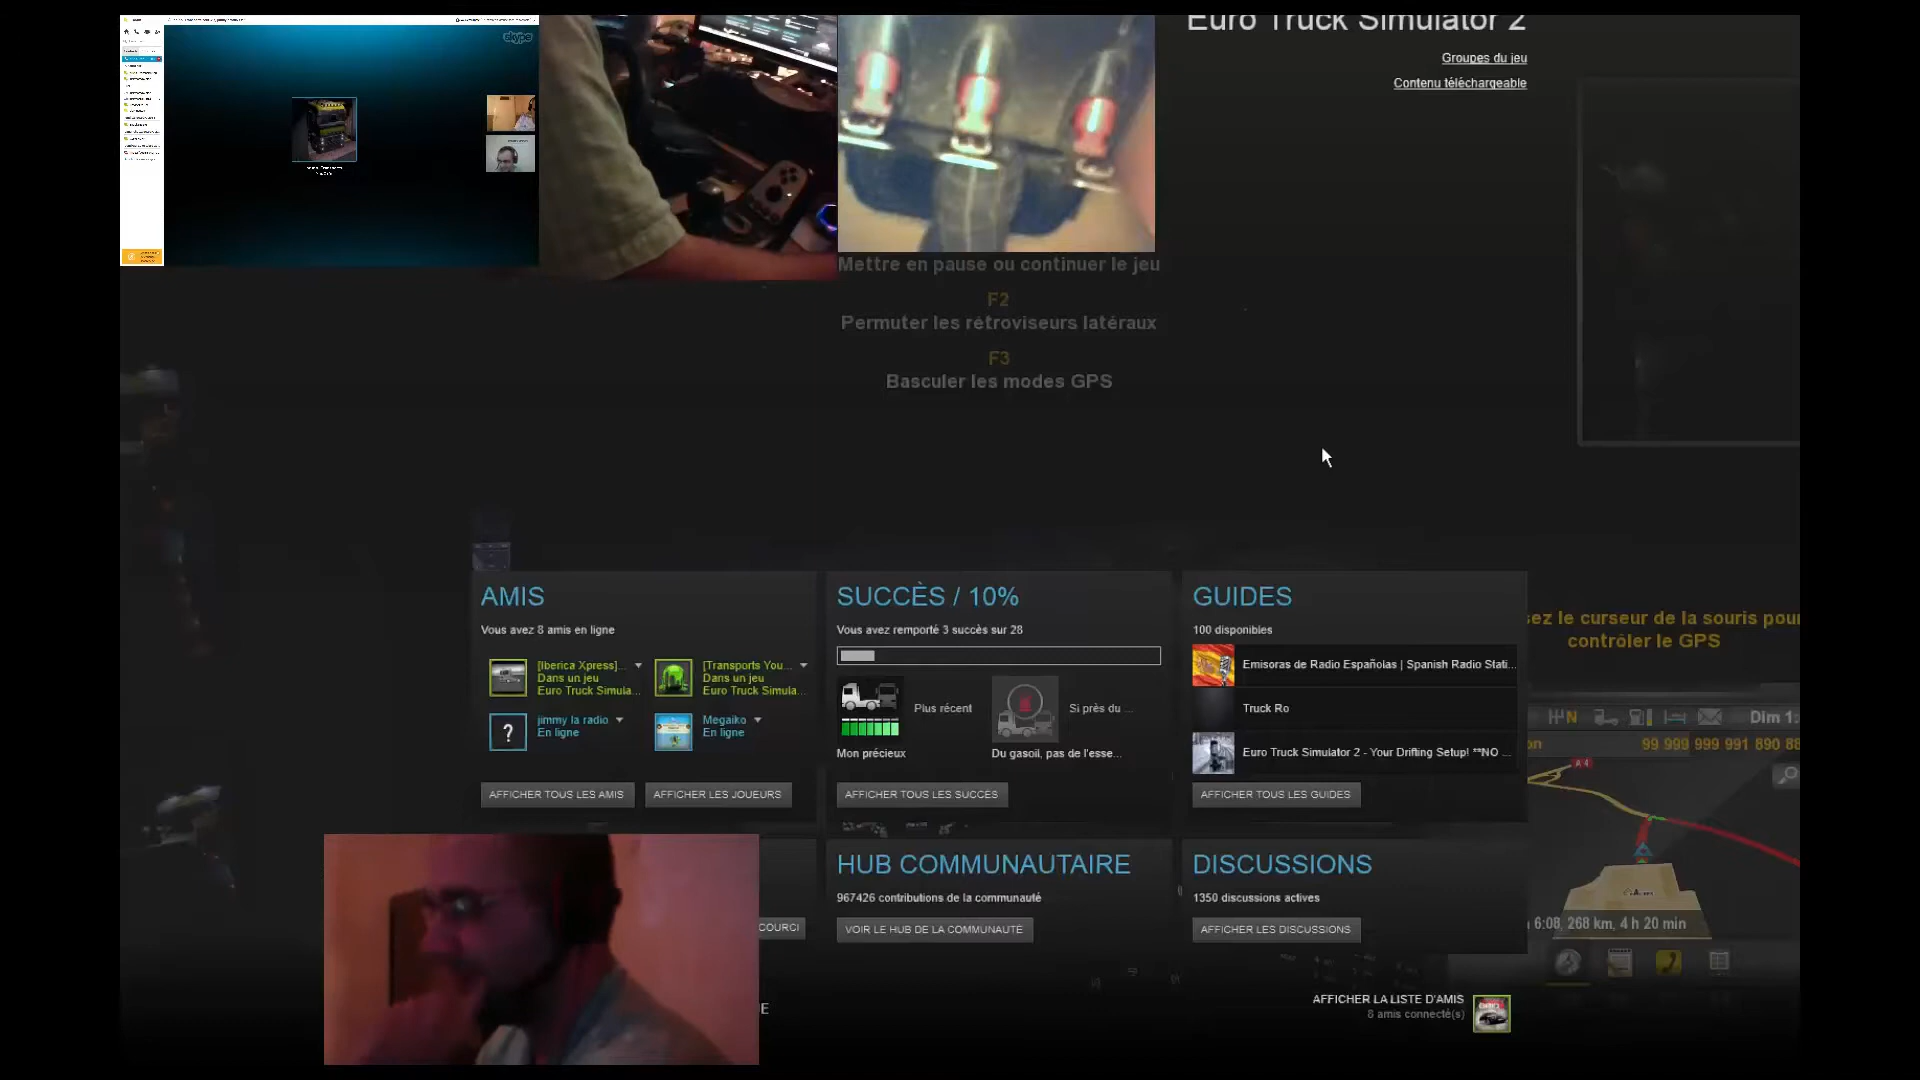 skype
Euro Truck Simulator 2
Groupes du jeu
Contenu téléchargeable
Mettre en pause ou continuer le jeu
F2
Permuter les rétroviseurs latéraux
F3
Basculer les modes GPS
AMIS
Vous avez 8 amis en ligne
[Iberica Xpress]...
Dans un jeu
Euro Truck Simula...
[Transports You...
Dans un jeu
Euro Truck Simula...
jimmy la radio
En ligne
Megaiko
En ligne
AFFICHER TOUS LES AMIS
AFFICHER LES JOUEURS
SUCCÈS / 10%
Vous avez remporté 3 succès sur 28
Plus récent
Si près du ...
Mon précieux
Du gasoil, pas de l'esse...
AFFICHER TOUS LES SUCCÈS
GUIDES
100 disponibles
Emisoras de Radio Españolas | Spanish Radio Stati...
Truck Ro
Euro Truck Simulator 2 - Your Drifting Setup! **NO ...
AFFICHER TOUS LES GUIDES
sez le curseur de la souris pour
contrôler le GPS
N
Dim 1:
on
99 999 999 991 890 88
A 4
6:08, 268 km, 4 h 20 min
COURCI
HUB COMMUNAUTAIRE
967426 contributions de la communauté
VOIR LE HUB DE LA COMMUNAUTÉ
DISCUSSIONS
1350 discussions actives
AFFICHER LES DISCUSSIONS
E
AFFICHER LA LISTE D'AMIS
8 amis connecté(s)